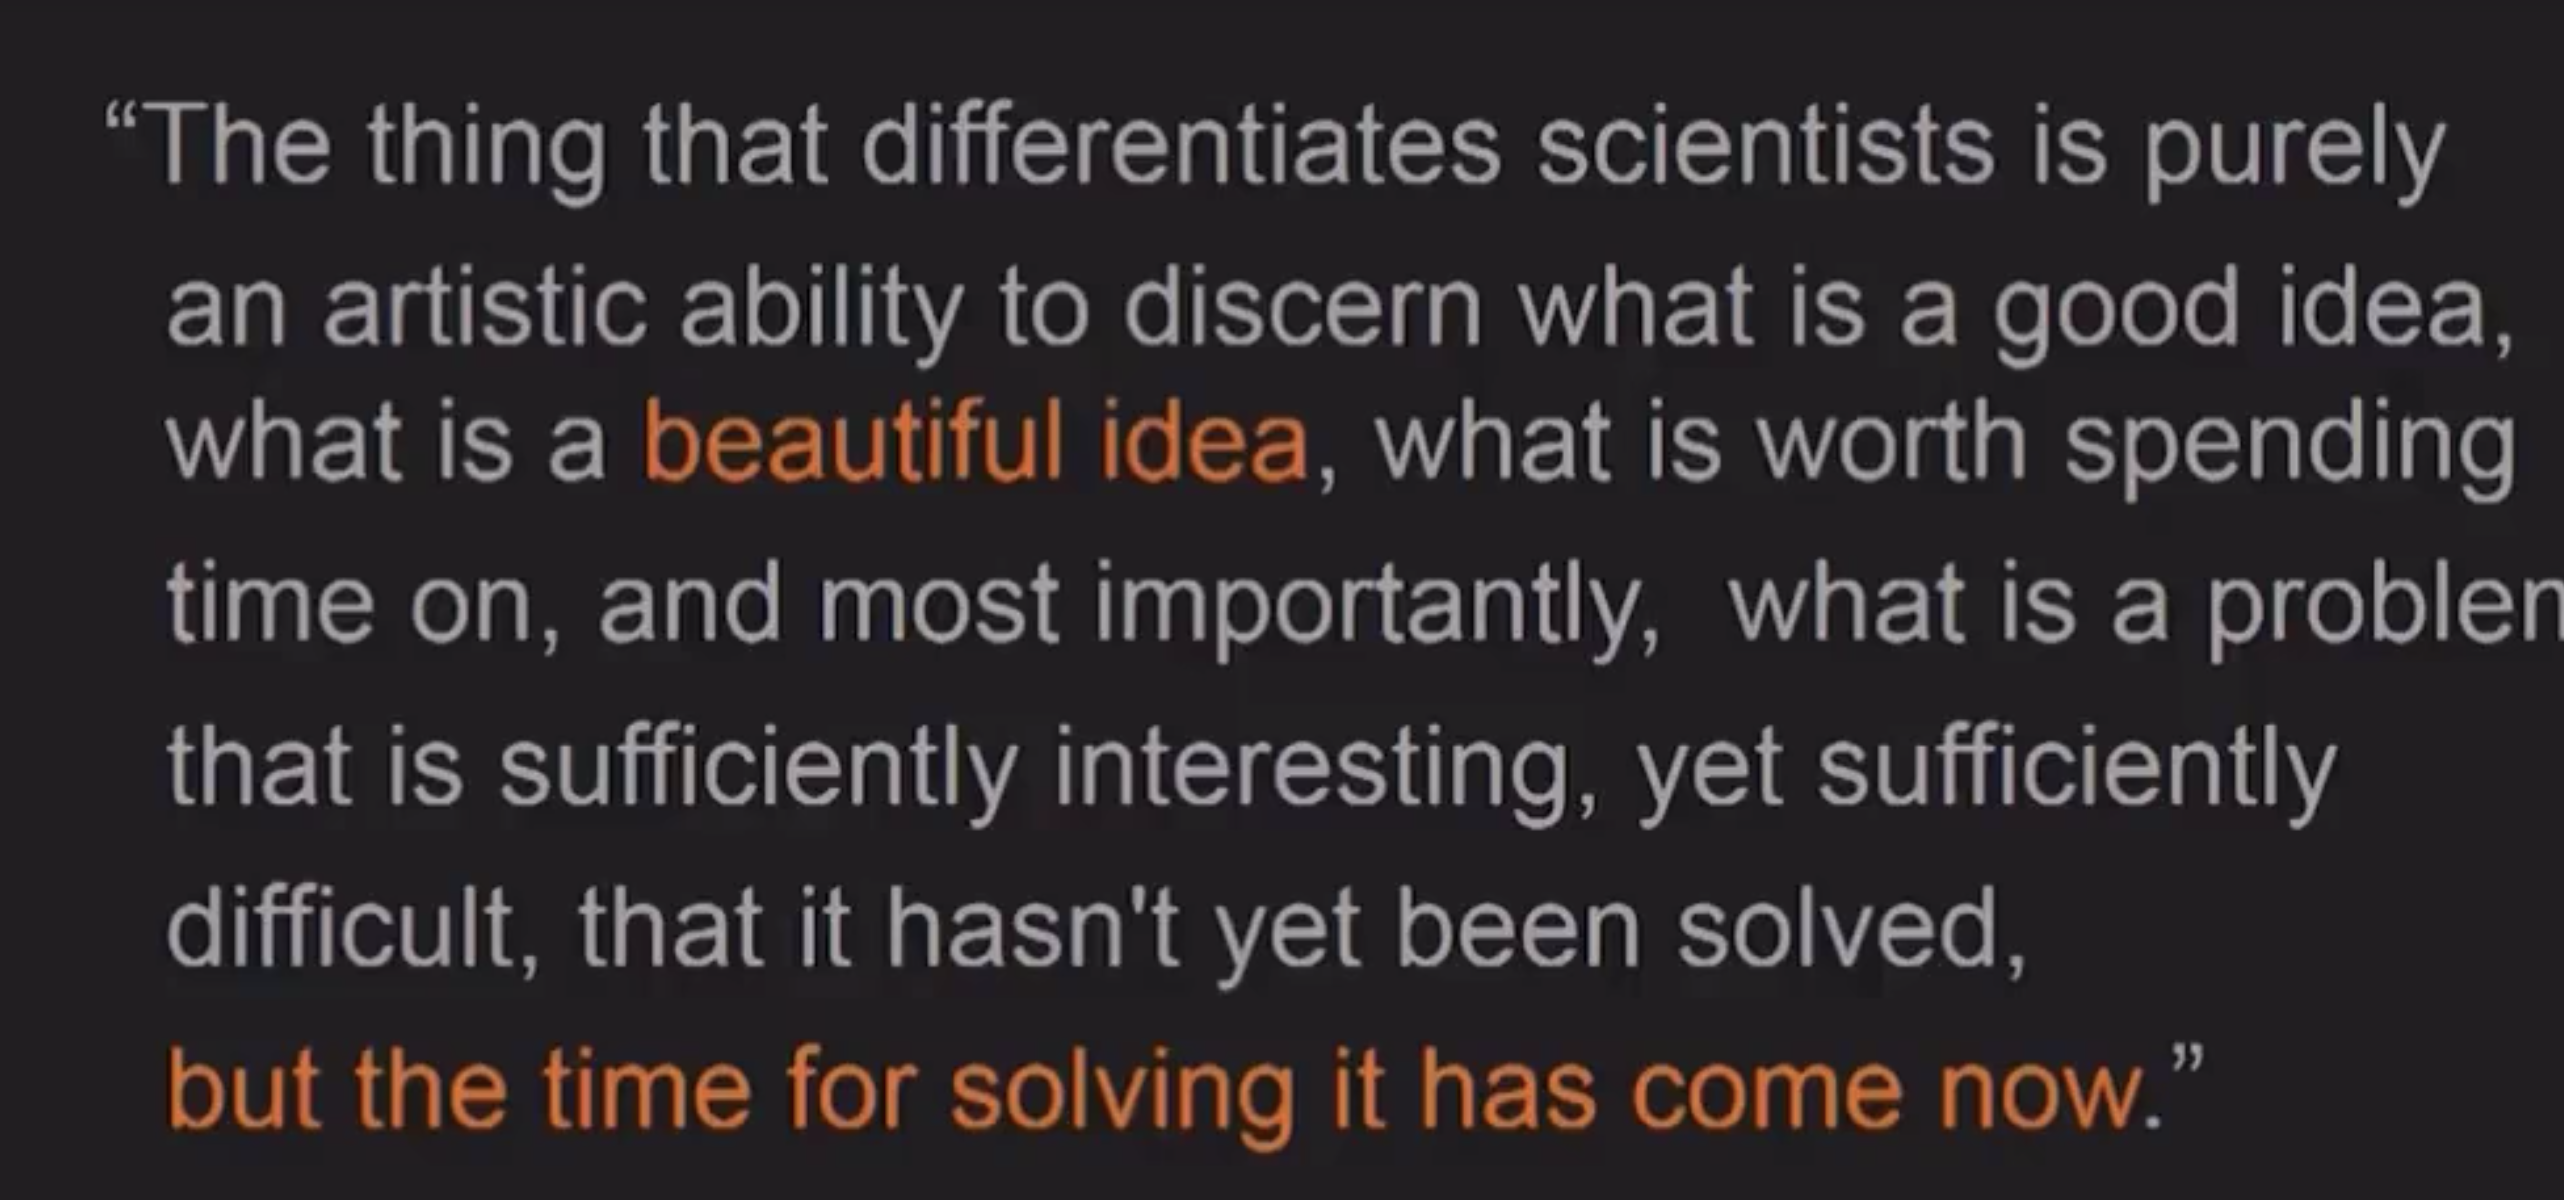 “The thing that differentiates scientists is purely
an artistic ability to discern what is a good idea,
what is a beautiful idea, what is worth spending
time on, and most importantly,  what is a problem
that is sufficiently interesting, yet sufficiently
difficult, that it hasn't yet been solved,
but the time for solving it has come now.”